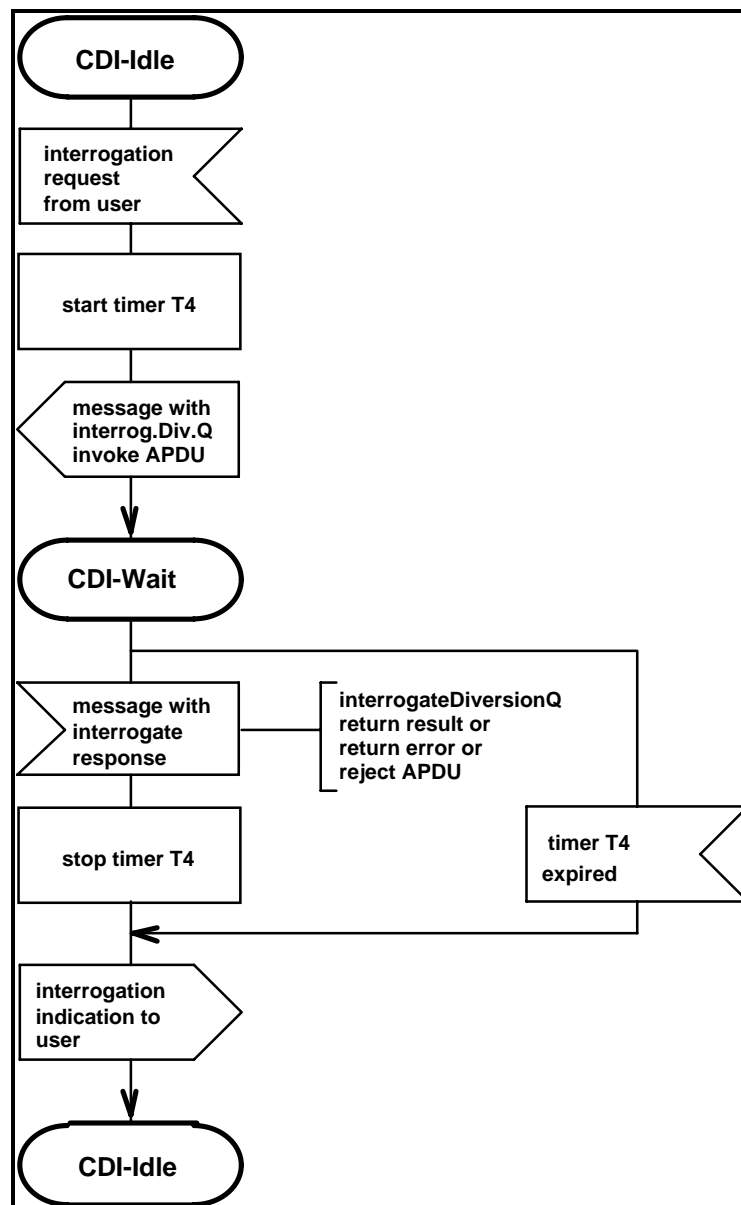 CDI-Idle
interrogation
request
from user
start timer T4
message with
interrog.Div.Q
invoke APDU
CDI-Wait
message with
interrogate
response
interrogateDiversionQ
return result or
return error or
reject APDU
stop timer T4
timer T4
expired
interrogation
indication to
user
CDI-Idle